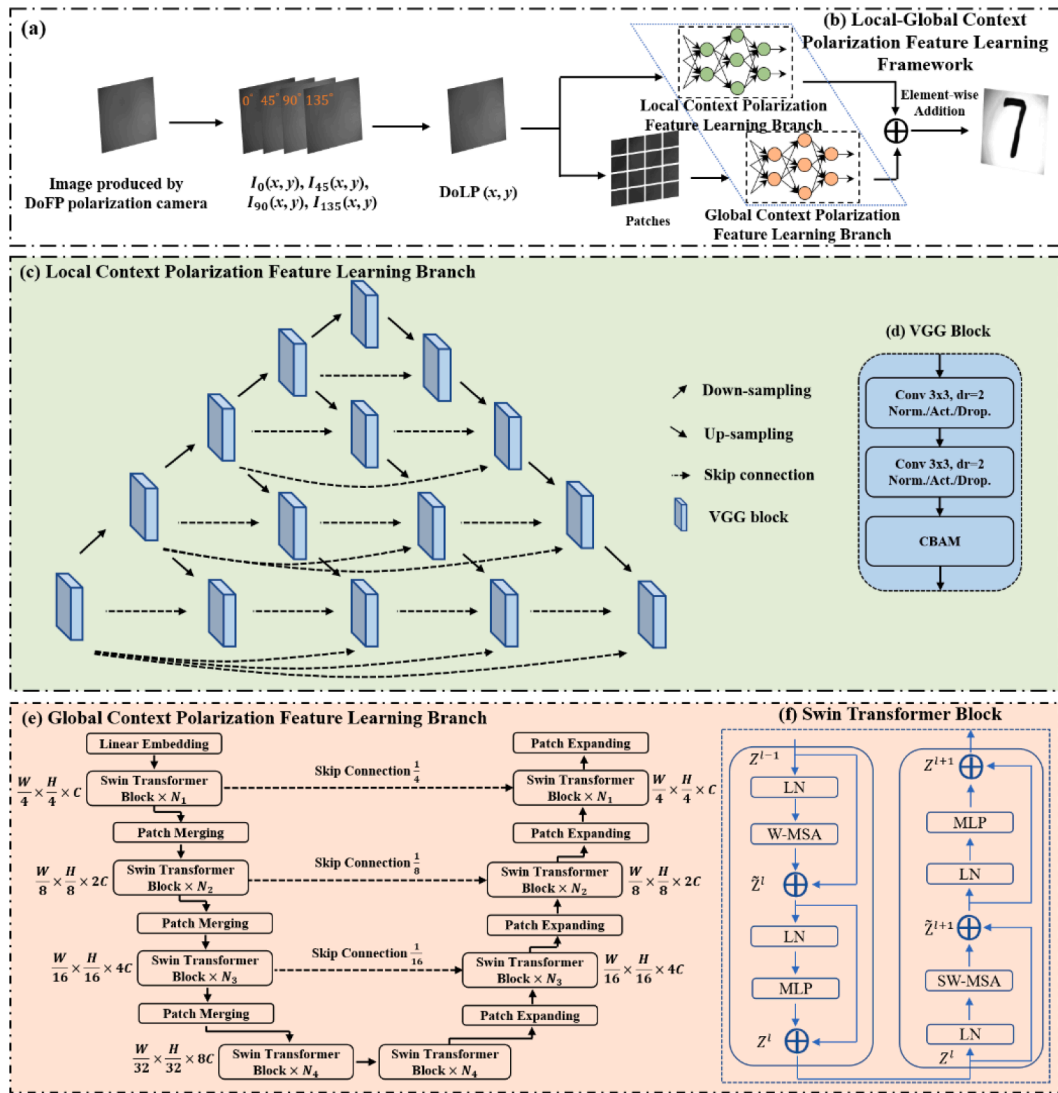 (a)
(b) Local-Global Context
Polarization Feature Learning
Framework
0° 45° 90° 135°
Local Context Polarization
Feature Learning Branch
Element-wise
Addition
7
Image produced by
DoFP polarization camera
I₀(x, y), I₄₅(x, y),
I₉₀(x, y), I₁₃₅(x, y)
DoLP (x, y)
Patches
Global Context Polarization
Feature Learning Branch
(c) Local Context Polarization Feature Learning Branch
Down-sampling
Up-sampling
Skip connection
VGG block
(d) VGG Block
Conv 3x3, dr=2
Norm./Act./Drop.
Conv 3x3, dr=2
Norm./Act./Drop.
CBAM
(e) Global Context Polarization Feature Learning Branch
Linear Embedding
Patch Expanding
W/4 × H/4 × C
Swin Transformer
Block × N₁
Skip Connection 1/4
Swin Transformer
Block × N₁
W/4 × H/4 × C
Patch Merging
Patch Expanding
W/8 × H/8 × 2C
Swin Transformer
Block × N₂
Skip Connection 1/8
Swin Transformer
Block × N₂
W/8 × H/8 × 2C
Patch Merging
Patch Expanding
W/16 × H/16 × 4C
Swin Transformer
Block × N₃
Skip Connection 1/16
Swin Transformer
Block × N₃
W/16 × H/16 × 4C
Patch Merging
Patch Expanding
W/32 × H/32 × 8C
Swin Transformer
Block × N₄
Swin Transformer
Block × N₄
(f) Swin Transformer Block
Zˡ⁻¹
LN
W-MSA
Z̃ˡ
LN
MLP
Zˡ
Zˡ⁺¹
MLP
LN
Z̃ˡ⁺¹
SW-MSA
LN
Zˡ